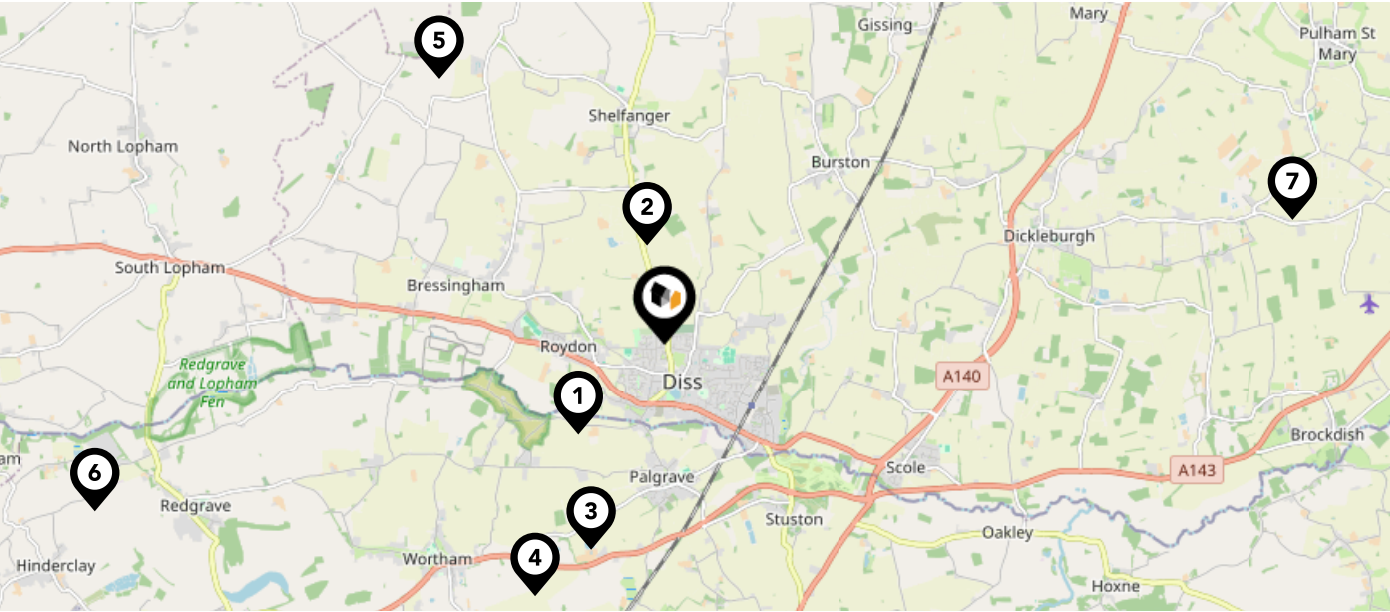 Mary
Gissing
Pulham St
Mary
5
Shelfanger
North Lopham
Burston
7
2
Dickleburgh
South Lopham
Bressingham
Roydon
Redgrave
and Lopham
Fen
Diss
A140
1
Brockdish
am
6
Scole
A143
Palgrave
Redgrave
3
Stuston
Oakley
4
Wortham
Hinderclay
Hoxne